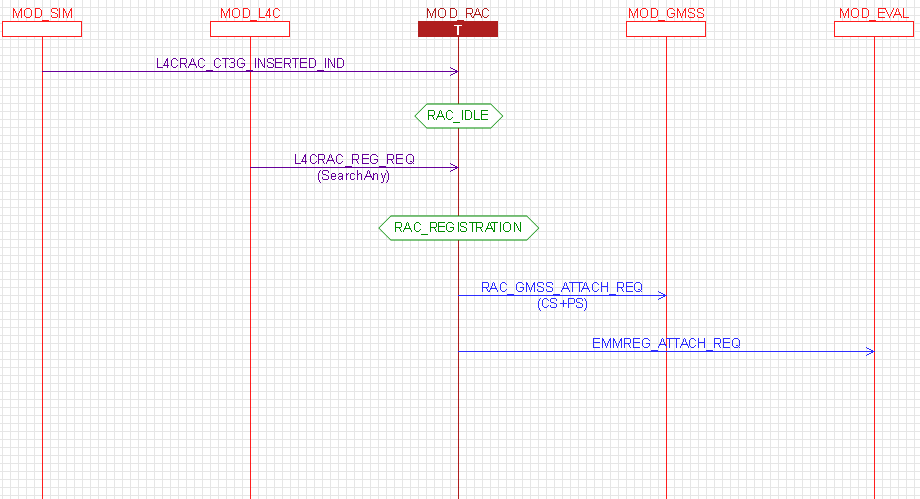 MOD_SIM
MOD_L4C
MOD_RAC
MOD_GMSS
MOD_EVAL
T
L4CRAC_CT3G_INSERTED_IND
RAC_IDLE
L4CRAC_REG_REQ
(SearchAny)
RAC_REGISTRATION
RAC_GMSS_ATTACH_REQ
(CS+PS)
EMMREG_ATTACH_REQ